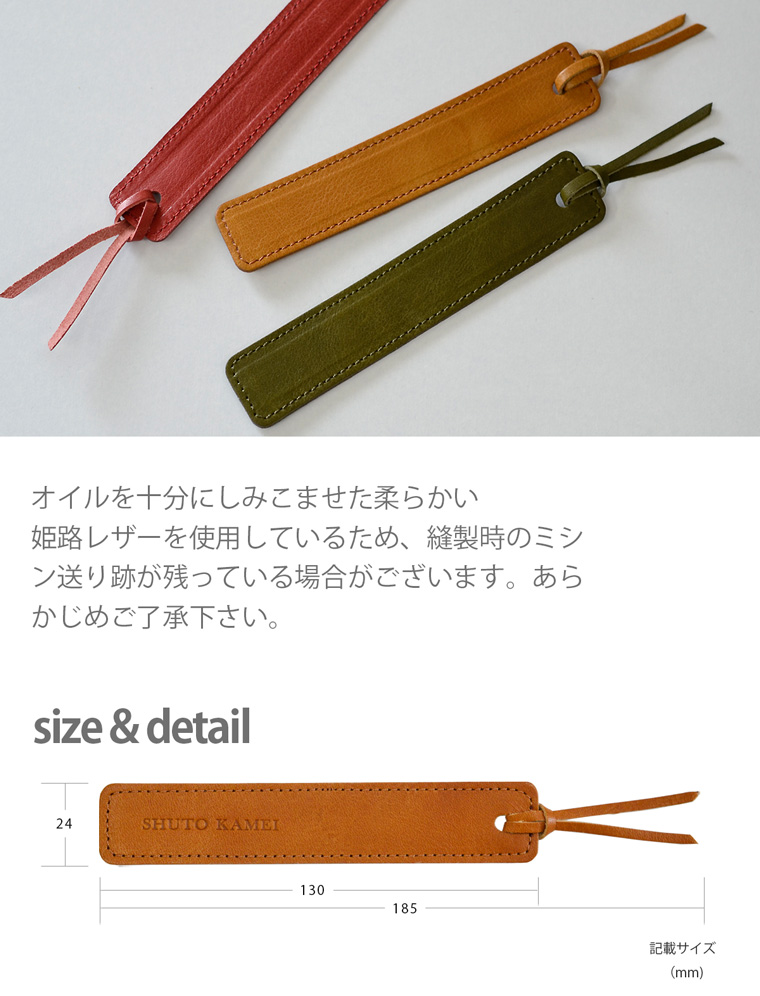 オイルを十分にしみこませた柔らかい
姫路レザーを使用しているため、縫製時のミシ
ン送り跡が残っている場合がございます。あら
かじめご了承下さい。
size & detail
SHUTO KAMEI
24
130
185
記載サイズ
（mm)